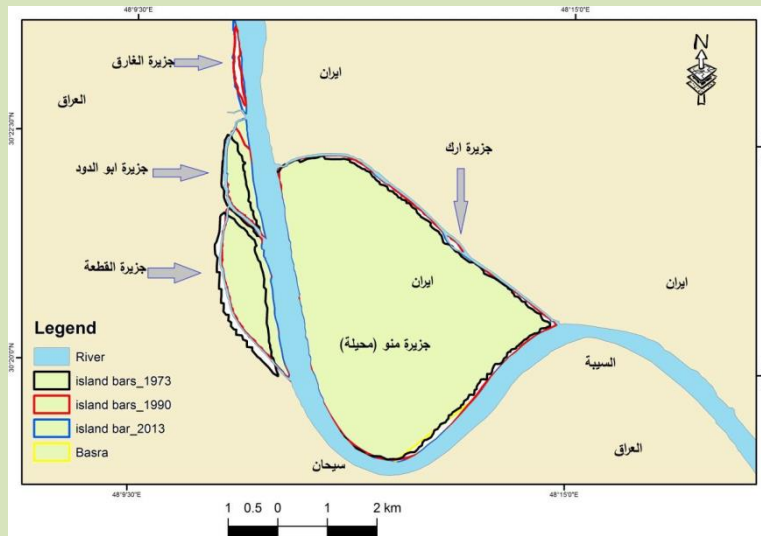 48°9'30"E
48°15'0"E
N
جزيرة الغارق
ايران
العراق
30°22'30"N
جزيرة ارك
جزيرة ابو الدود
جزيرة القطعة
ايران
ايران
Legend
River
island bars_1973
island bars_1990
island bar_2013
Basra
جزيرة منو (محيلة)
30°20'0"N
السيبة
العراق
سيحان
48°9'30"E
48°15'0"E
1 0.5 0 1 2 km